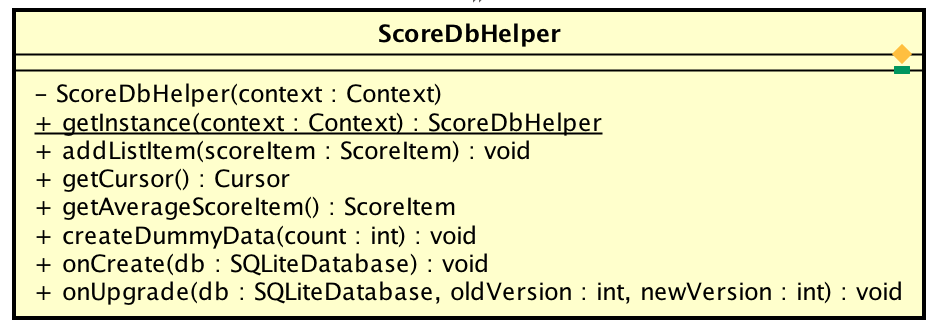 ScoreDbHelper
- ScoreDbHelper(context : Context)
+ getInstance(context : Context) : ScoreDbHelper
+ addListItem(scoreItem : ScoreItem) : void
+ getCursor() : Cursor
+ getAverageScoreItem() : ScoreItem
+ createDummyData(count : int) : void
+ onCreate(db : SQLiteDatabase) : void
+ onUpgrade(db : SQLiteDatabase, oldVersion : int, newVersion : int) : void